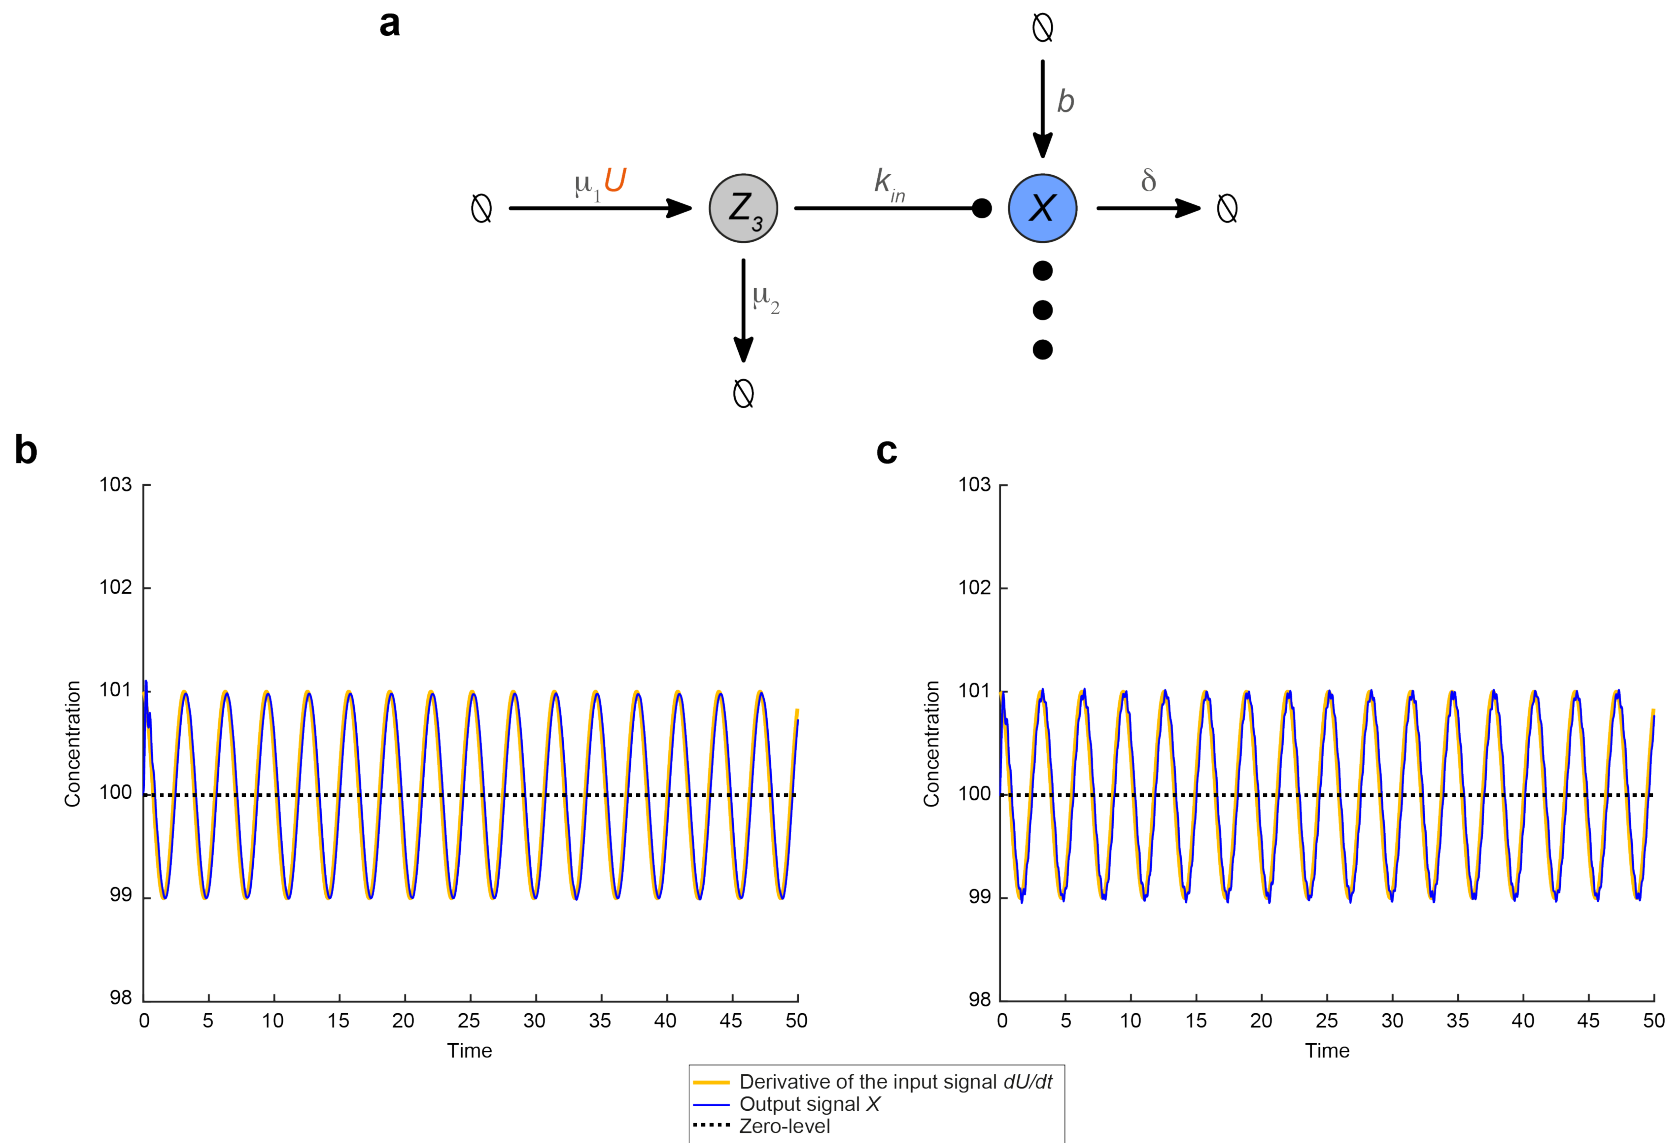 a
∅
b
∅ μ1U Z3 kin X δ ∅
μ2
∅
b
103
102
101
100
99
98
Concentration
0 5 10 15 20 25 30 35 40 45 50
Time
c
103
102
101
100
99
98
Concentration
0 5 10 15 20 25 30 35 40 45 50
Time
Derivative of the input signal dU/dt
Output signal X
Zero-level